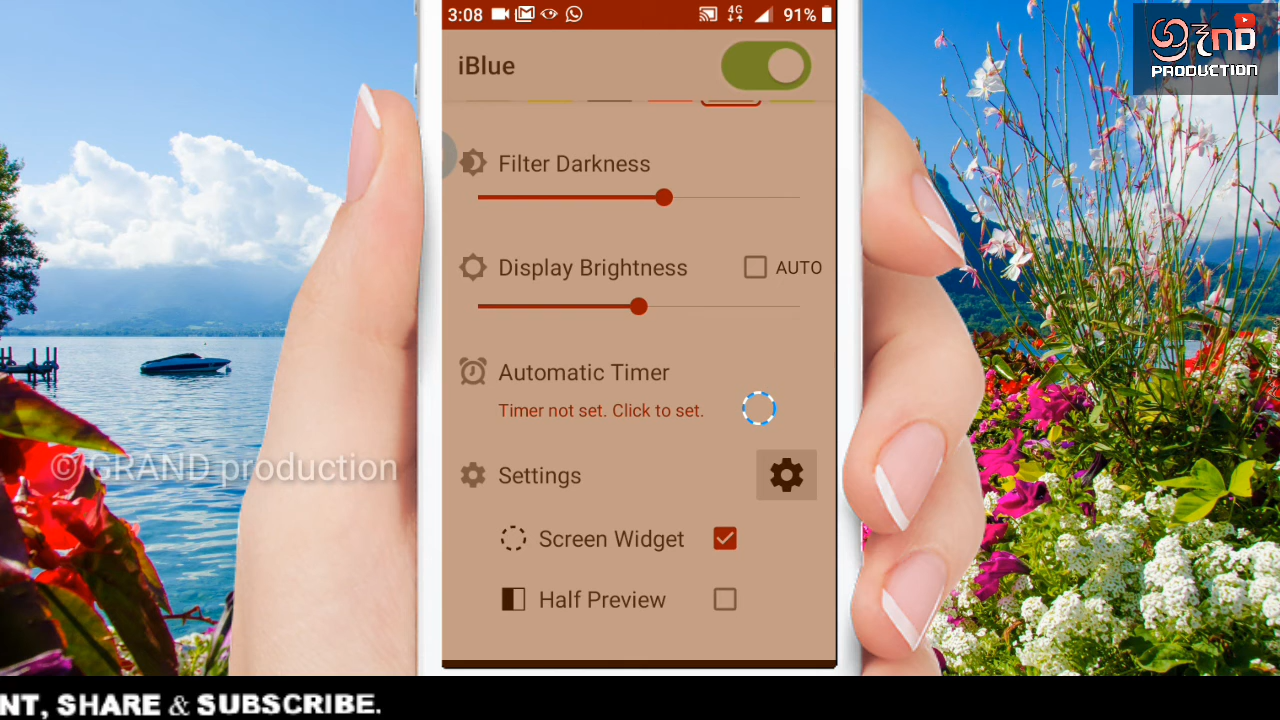 3:08
4G
91%
iBlue
PRODUCTION
Filter Darkness
Display Brightness
AUTO
Automatic Timer
Timer not set. Click to set.
© GRAND production
Settings
Screen Widget
Half Preview
NT, SHARE & SUBSCRIBE.